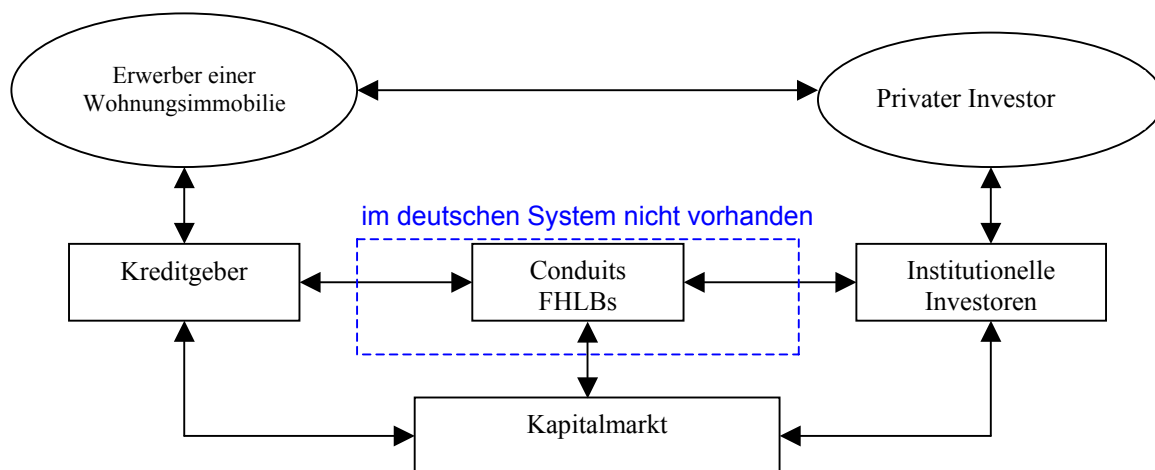 Erwerber einer
Wohnungsimmobilie
Privater Investor
im deutschen System nicht vorhanden
Kreditgeber
Conduits
FHLBs
Institutionelle
Investoren
Kapitalmarkt